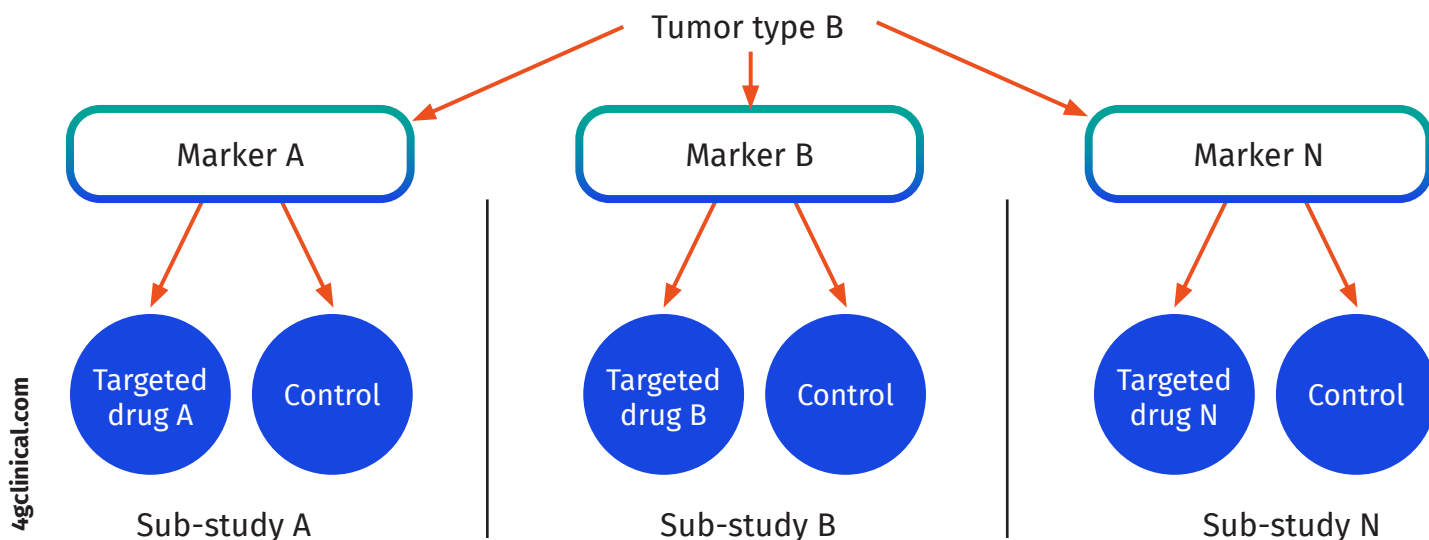 Tumor type B
Marker A
Marker B
Marker N
Targeted
drug A
Control
Targeted
drug B
Control
Targeted
drug N
Control
Sub-study A
Sub-study B
Sub-study N
4gclinical.com